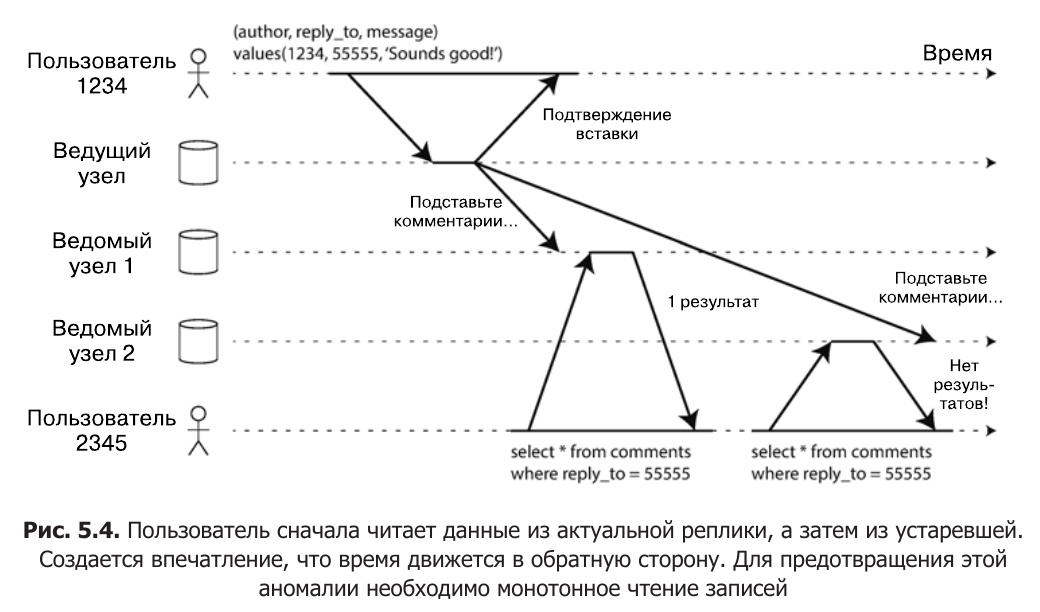 (author, reply_to, message)
values(1234, 55555, ‘Sounds good!’)
Пользователь
1234
Время
Подтверждение
вставки
Ведущий
узел
Подставьте
комментарии...
Ведомый
узел 1
Подставьте
комментарии...
1 результат
Ведомый
узел 2
Нет
резуль-
татов!
Пользователь
2345
select * from comments
where reply_to = 55555
select * from comments
where reply_to = 55555
Рис. 5.4. Пользователь сначала читает данные из актуальной реплики, а затем из устаревшей.
Создается впечатление, что время движется в обратную сторону. Для предотвращения этой
аномалии необходимо монотонное чтение записей